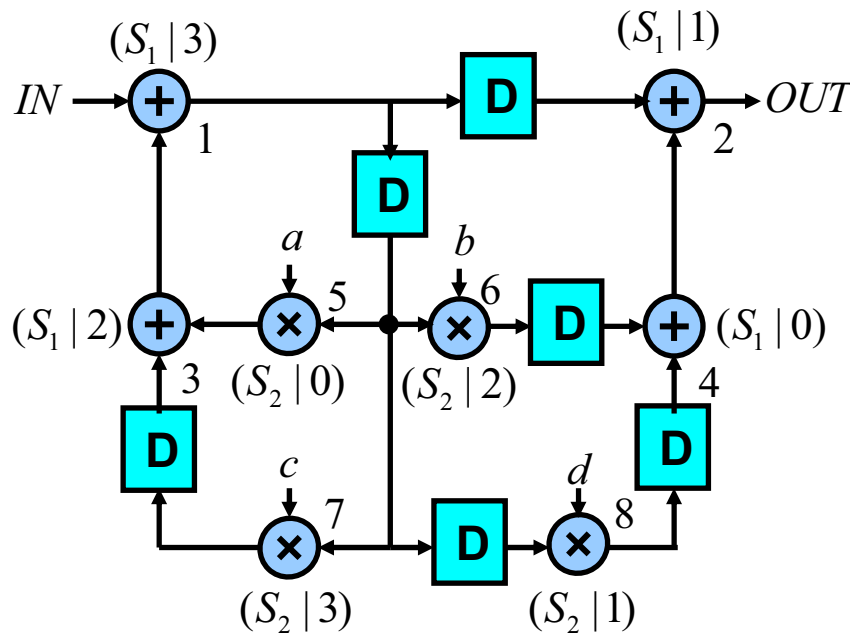 (S₁ | 3)
(S₁ | 1)
IN
+
D
+
OUT
1
2
D
a
b
(S₁ | 2)
+
×
5
×
6
D
+
(S₁ | 0)
3
(S₂ | 0)
(S₂ | 2)
4
D
D
c
d
×
7
D
×
8
(S₂ | 3)
(S₂ | 1)